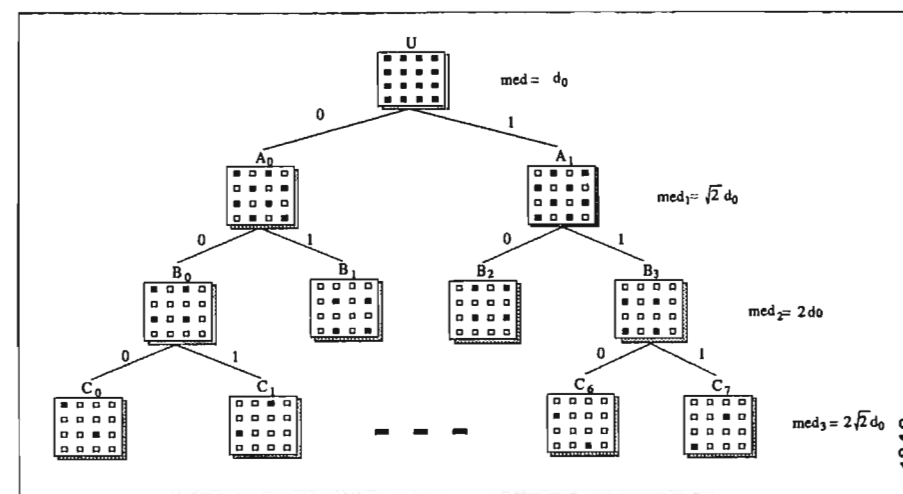 U
med = d₀
0 1
A₀ A₁
med₁= √2 d₀
0 1 0 1
B₀ B₁ B₂ B₃
med₂= 2d₀
0 1 0 1
C₀ C₁ C₆ C₇
med₃= 2√2 d₀